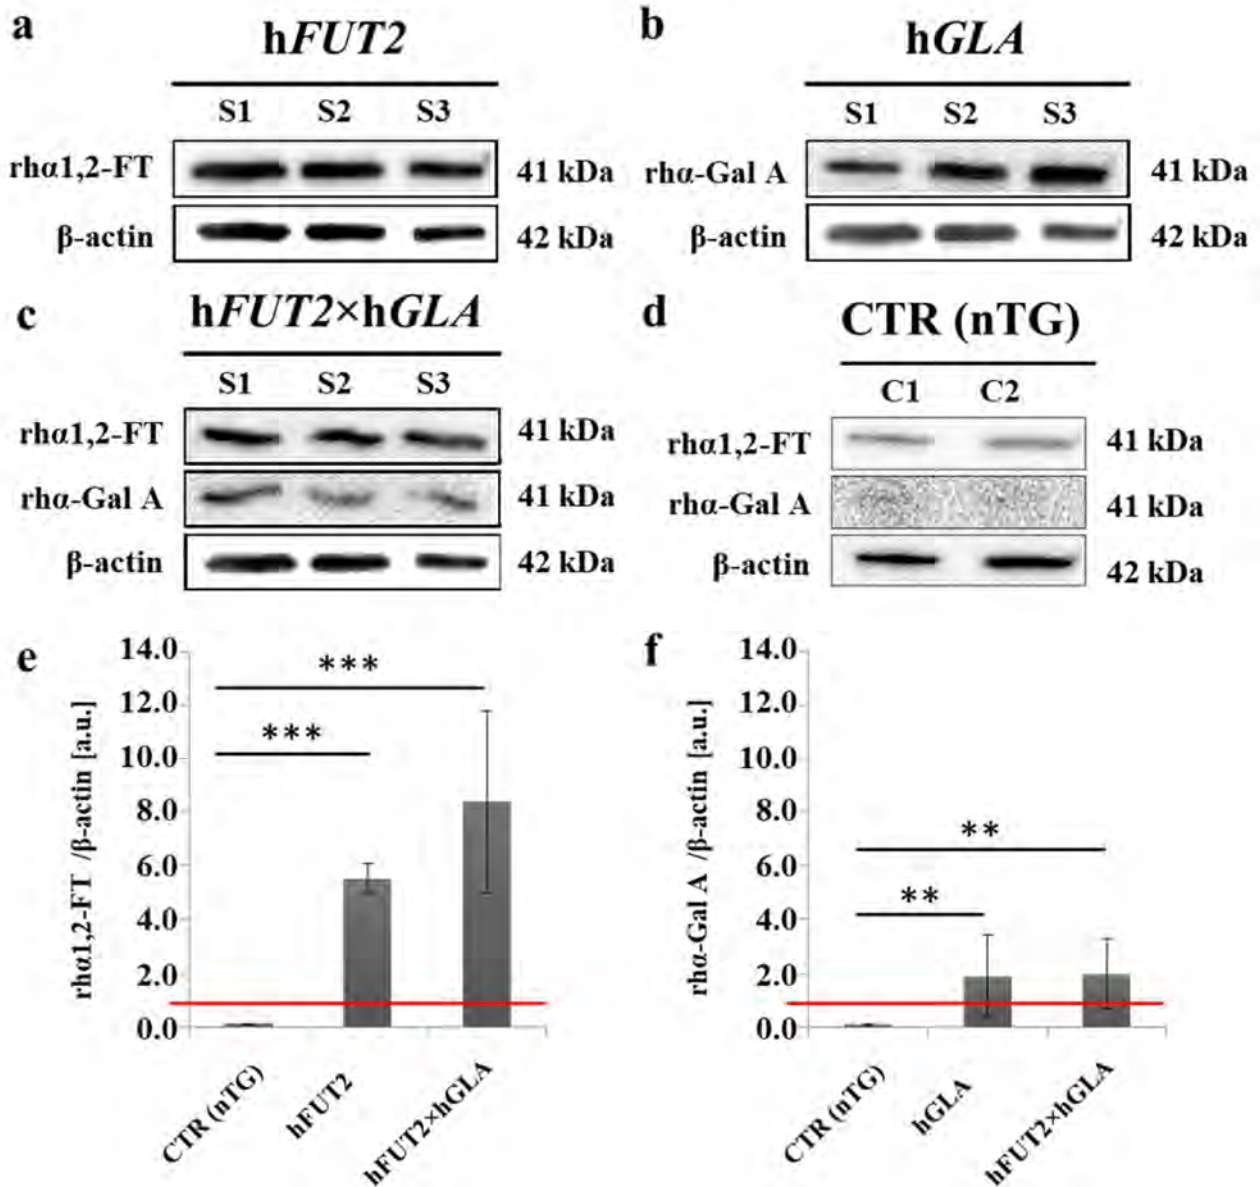 a
hFUT2
S1 S2 S3
rhα1,2-FT 41 kDa
β-actin 42 kDa
b
hGLA
S1 S2 S3
rhα-Gal A 41 kDa
β-actin 42 kDa
c
hFUT2×hGLA
S1 S2 S3
rhα1,2-FT 41 kDa
rhα-Gal A 41 kDa
β-actin 42 kDa
d
CTR (nTG)
C1 C2
rhα1,2-FT 41 kDa
rhα-Gal A 41 kDa
β-actin 42 kDa
e
rhα1,2-FT /β-actin [a.u.]
14.0
12.0
10.0
8.0
6.0
4.0
2.0
0.0
***
***
CTR (nTG)
hFUT2
hFUT2×hGLA
f
rhα-Gal A /β-actin [a.u.]
14.0
12.0
10.0
8.0
6.0
4.0
2.0
0.0
**
**
CTR (nTG)
hGLA
hFUT2×hGLA